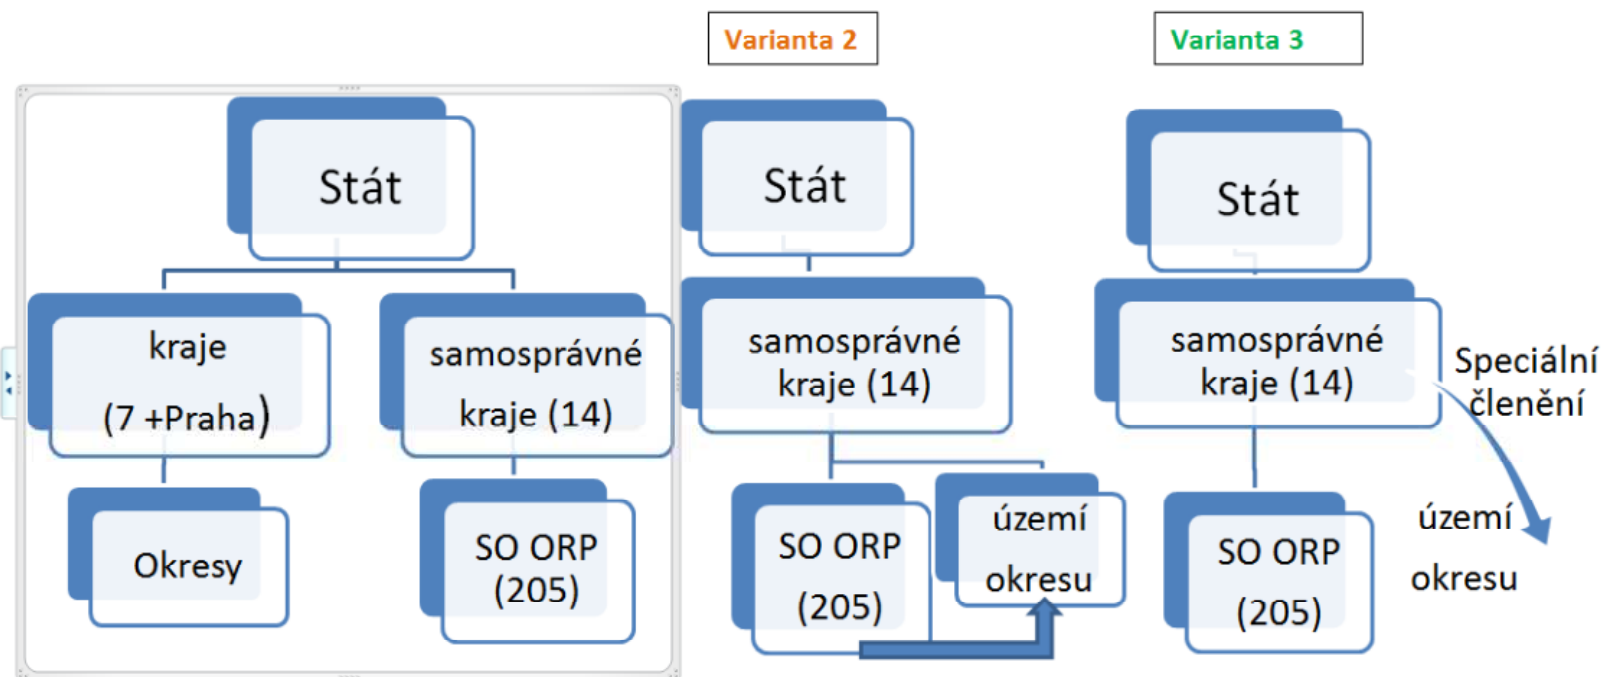 Varianta 2
Varianta 3
Stát
kraje
(7 +Praha)
samosprávné
kraje (14)
Okresy
SO ORP
(205)
Stát
samosprávné
kraje (14)
SO ORP
(205)
území
okresu
Stát
samosprávné
kraje (14)
Speciální
členění
SO ORP
(205)
území
okresu